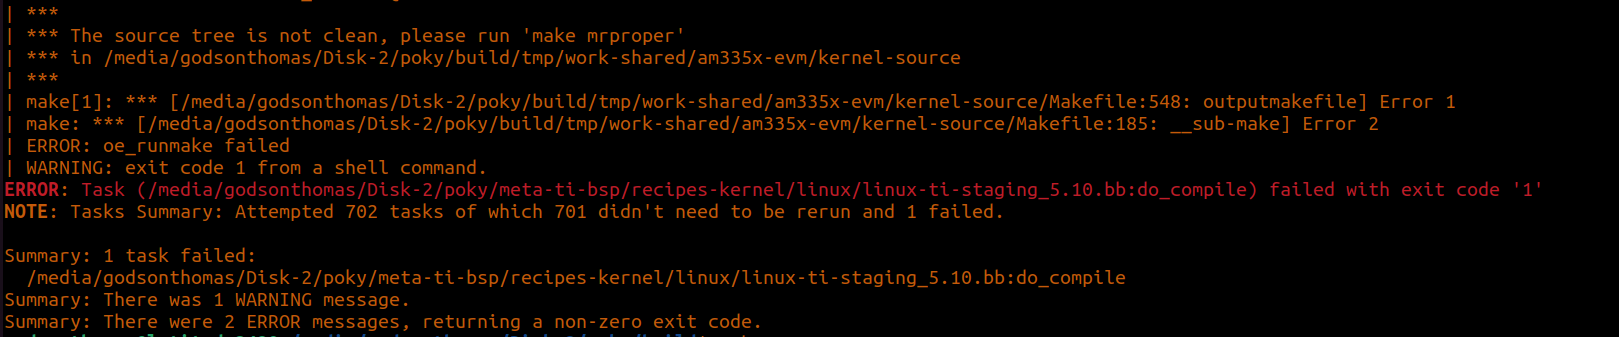 | ***
| *** The source tree is not clean, please run 'make mrproper'
| *** in /media/godsonthomas/Disk-2/poky/build/tmp/work-shared/am335x-evm/kernel-source
| ***
| make[1]: *** [/media/godsonthomas/Disk-2/poky/build/tmp/work-shared/am335x-evm/kernel-source/Makefile:548: outputmakefile] Error 1
| make: *** [/media/godsonthomas/Disk-2/poky/build/tmp/work-shared/am335x-evm/kernel-source/Makefile:185: __sub-make] Error 2
| ERROR: oe_runmake failed
| WARNING: exit code 1 from a shell command.
ERROR: Task (/media/godsonthomas/Disk-2/poky/meta-ti-bsp/recipes-kernel/linux/linux-ti-staging_5.10.bb:do_compile) failed with exit code '1'
NOTE: Tasks Summary: Attempted 702 tasks of which 701 didn't need to be rerun and 1 failed.
Summary: 1 task failed:
/media/godsonthomas/Disk-2/poky/meta-ti-bsp/recipes-kernel/linux/linux-ti-staging_5.10.bb:do_compile
Summary: There was 1 WARNING message.
Summary: There were 2 ERROR messages, returning a non-zero exit code.